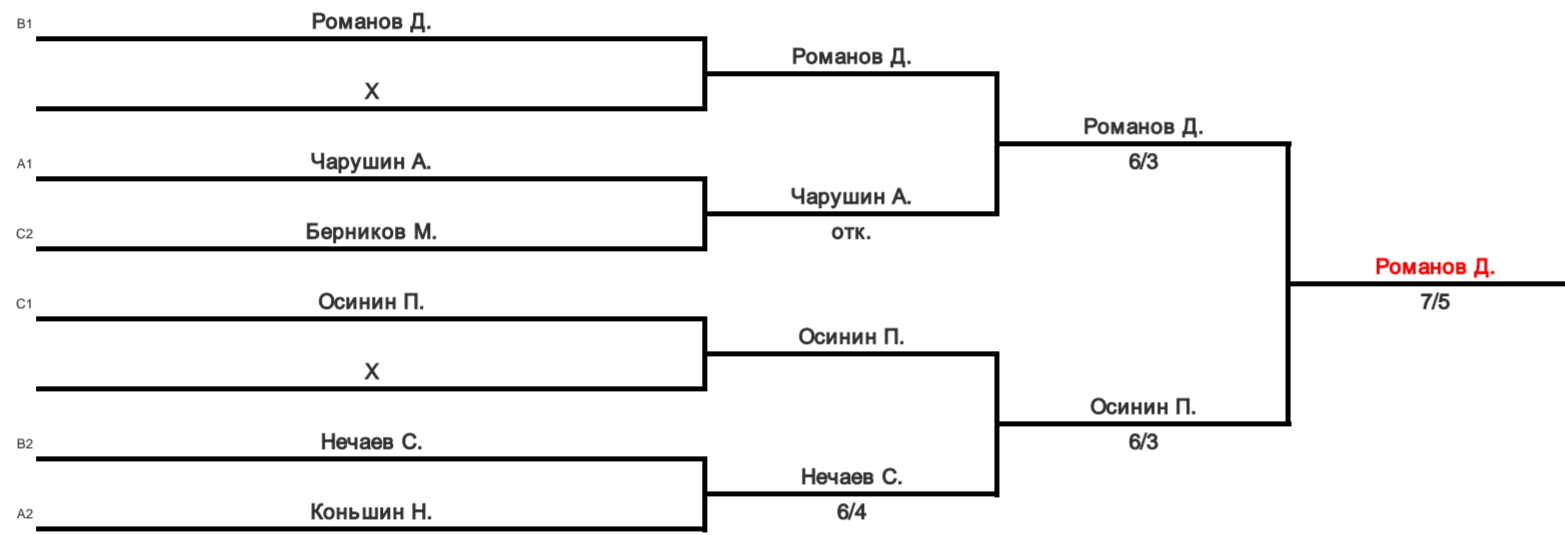 B1 Романов Д.
Романов Д.
X
Романов Д.
6/3
A1 Чарушин А.
Чарушин А.
отк.
C2 Берников М.
Романов Д.
7/5
C1 Осинин П.
Осинин П.
X
Осинин П.
6/3
B2 Нечаев С.
Нечаев С.
6/4
A2 Коньшин Н.